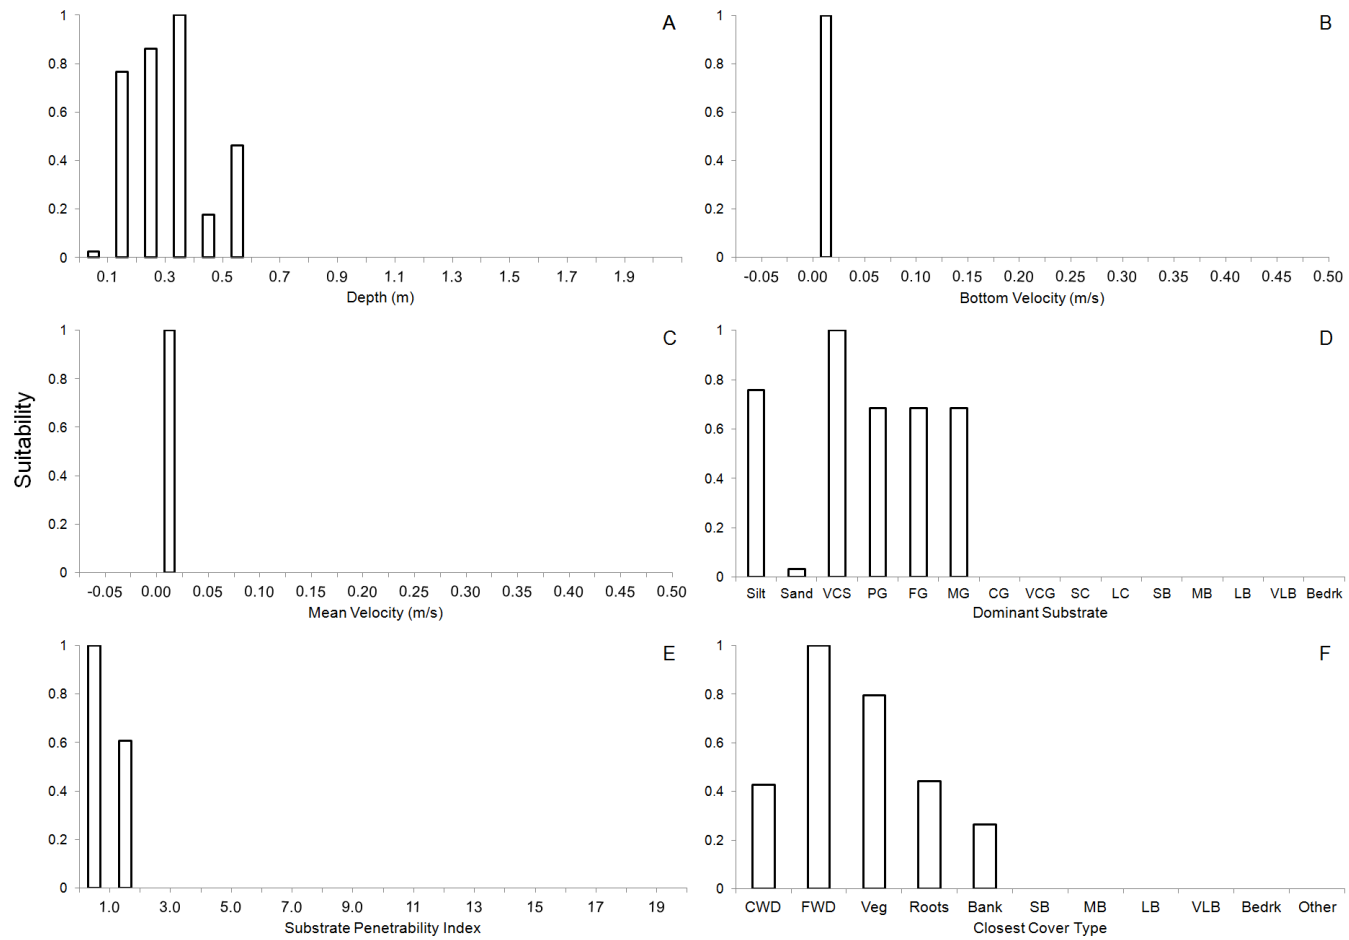 A
1
0.8
0.6
0.4
0.2
0
0.1 0.3 0.5 0.7 0.9 1.1 1.3 1.5 1.7 1.9
Depth (m)
B
1
0.8
0.6
0.4
0.2
0
-0.05 0.00 0.05 0.10 0.15 0.20 0.25 0.30 0.35 0.40 0.45 0.50
Bottom Velocity (m/s)
Suitability
C
1
0.8
0.6
0.4
0.2
0
-0.05 0.00 0.05 0.10 0.15 0.20 0.25 0.30 0.35 0.40 0.45 0.50
Mean Velocity (m/s)
D
1
0.8
0.6
0.4
0.2
0
Silt Sand VCS PG FG MG CG VCG SC LC SB MB LB VLB Bedrk
Dominant Substrate
E
1
0.8
0.6
0.4
0.2
0
1.0 3.0 5.0 7.0 9.0 11 13 15 17 19
Substrate Penetrability Index
F
1
0.8
0.6
0.4
0.2
0
CWD FWD Veg Roots Bank SB MB LB VLB Bedrk Other
Closest Cover Type